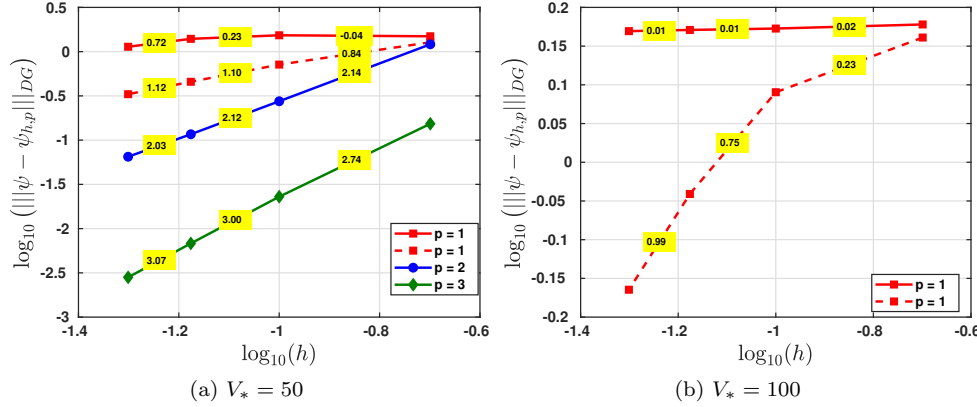 log₁₀ (|||ψ − ψₕ,ₚ|||_DG)
0.5
0
-0.5
-1
-1.5
-2
-2.5
-3
0.72
0.23
-0.04
1.12
1.10
0.84
2.03
2.12
2.14
3.07
3.00
2.74
p = 1
p = 1
p = 2
p = 3
-1.4 -1.2 -1 -0.8 -0.6
log₁₀(h)
(a) V_* = 50
log₁₀ (|||ψ − ψₕ,ₚ|||_DG)
0.2
0.15
0.1
0.05
0
-0.05
-0.1
-0.15
-0.2
0.01
0.01
0.02
0.99
0.75
0.23
p = 1
p = 1
-1.4 -1.2 -1 -0.8 -0.6
log₁₀(h)
(b) V_* = 100